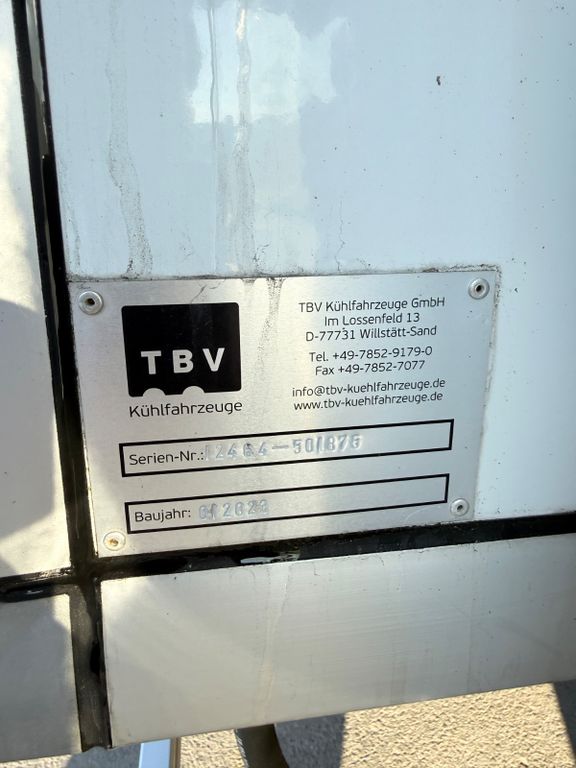 TBV
Kühlfahrzeuge
TBV Kühlfahrzeuge GmbH
Im Lossenfeld 13
D-77731 Willstätt-Sand
Tel. +49-7852-9179-0
Fax +49-7852-7077
info@tbv-kuehlfahrzeuge.de
www.tbv-kuehlfahrzeuge.de
Serien-Nr.:
Baujahr: